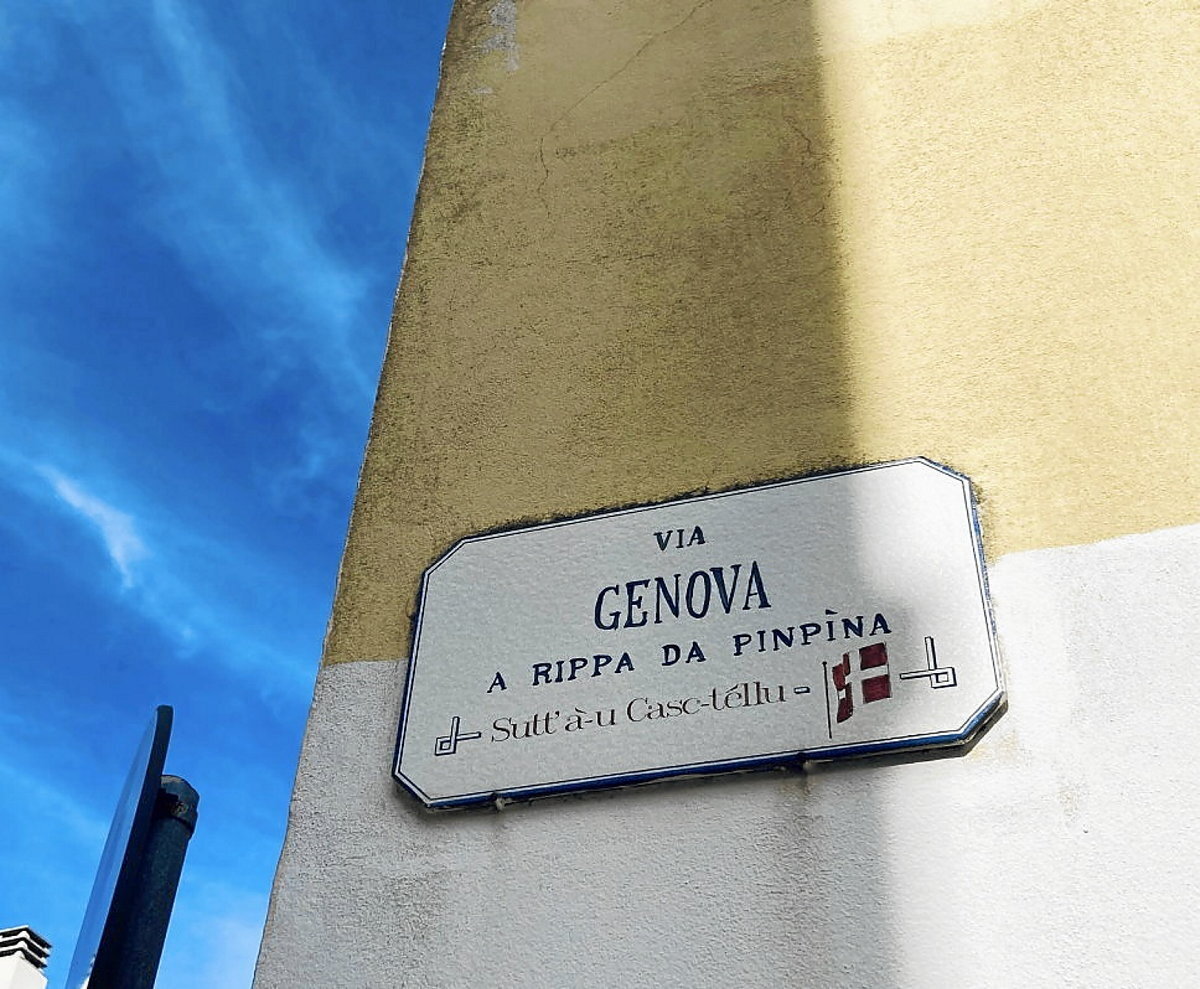 VIA
GENOVA
A RIPPA DA PINPÌNA
Sutt'à-u Casc-téllu -